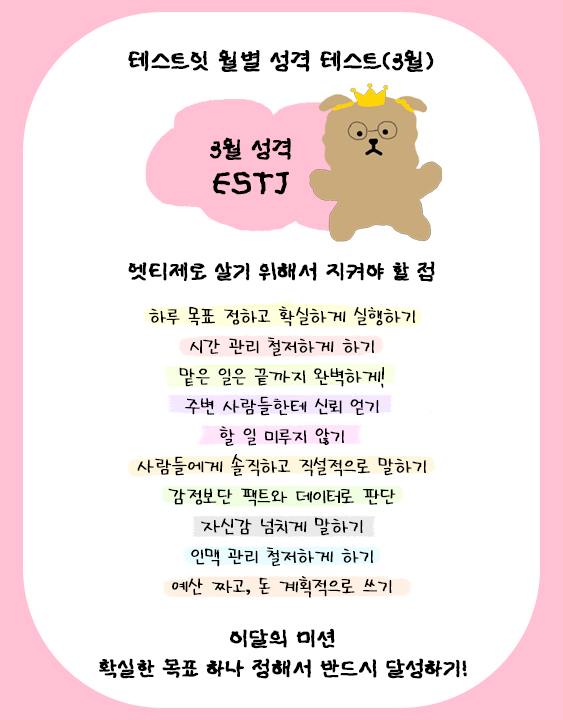 테스트잇 월별 성격 테스트(3월)
3월 성격
ESTJ
엣티제로 살기 위해서 지켜야 할 점
하루 목표 정하고 확실하게 실행하기
시간 관리 철저하게 하기
맡은 일은 끝까지 완벽하게!
주변 사람들한테 신뢰 얻기
할 일 미루지 않기
사람들에게 솔직하고 직설적으로 말하기
감정보단 팩트와 데이터로 판단
자신감 넘치게 말하기
인맥 관리 철저하게 하기
예산 짜고, 돈 계획적으로 쓰기
이달의 미션
확실한 목표 하나 정해서 반드시 달성하기!